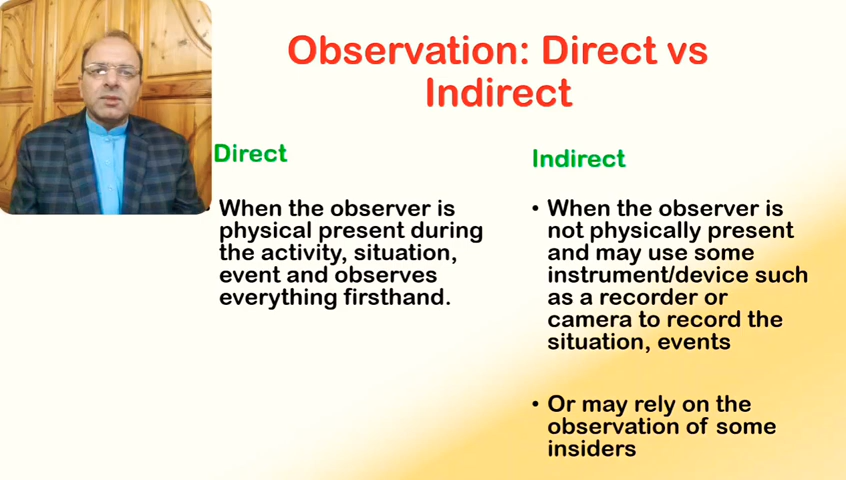 Observation: Direct vs
Indirect
Direct
When the observer is
physical present during
the activity, situation,
event and observes
everything firsthand.
Indirect
• When the observer is
not physically present
and may use some
instrument/device such
as a recorder or
camera to record the
situation, events
• Or may rely on the
observation of some
insiders